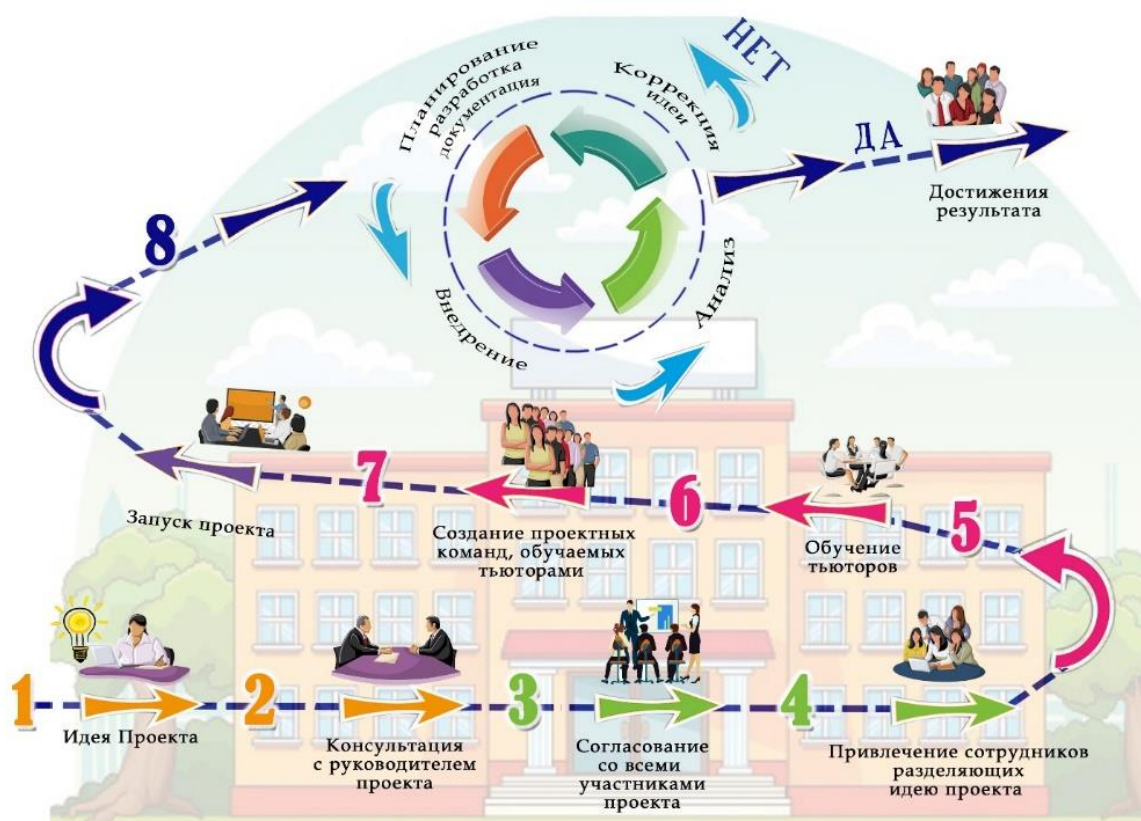 1
Идея Проекта
2
Консультация
с руководителем
проекта
3
Согласование
со всеми
участниками
проекта
4
Привлечение сотрудников
разделяющих
идею проекта
5
Обучение
тьюторов
6
Создание проектных
команд, обучаемых
тьюторами
7
Запуск проекта
8
Планирование
разработка
документация
Внедрение
Анализ
Коррекция
идеи
НЕТ
ДА
Достижения
результата